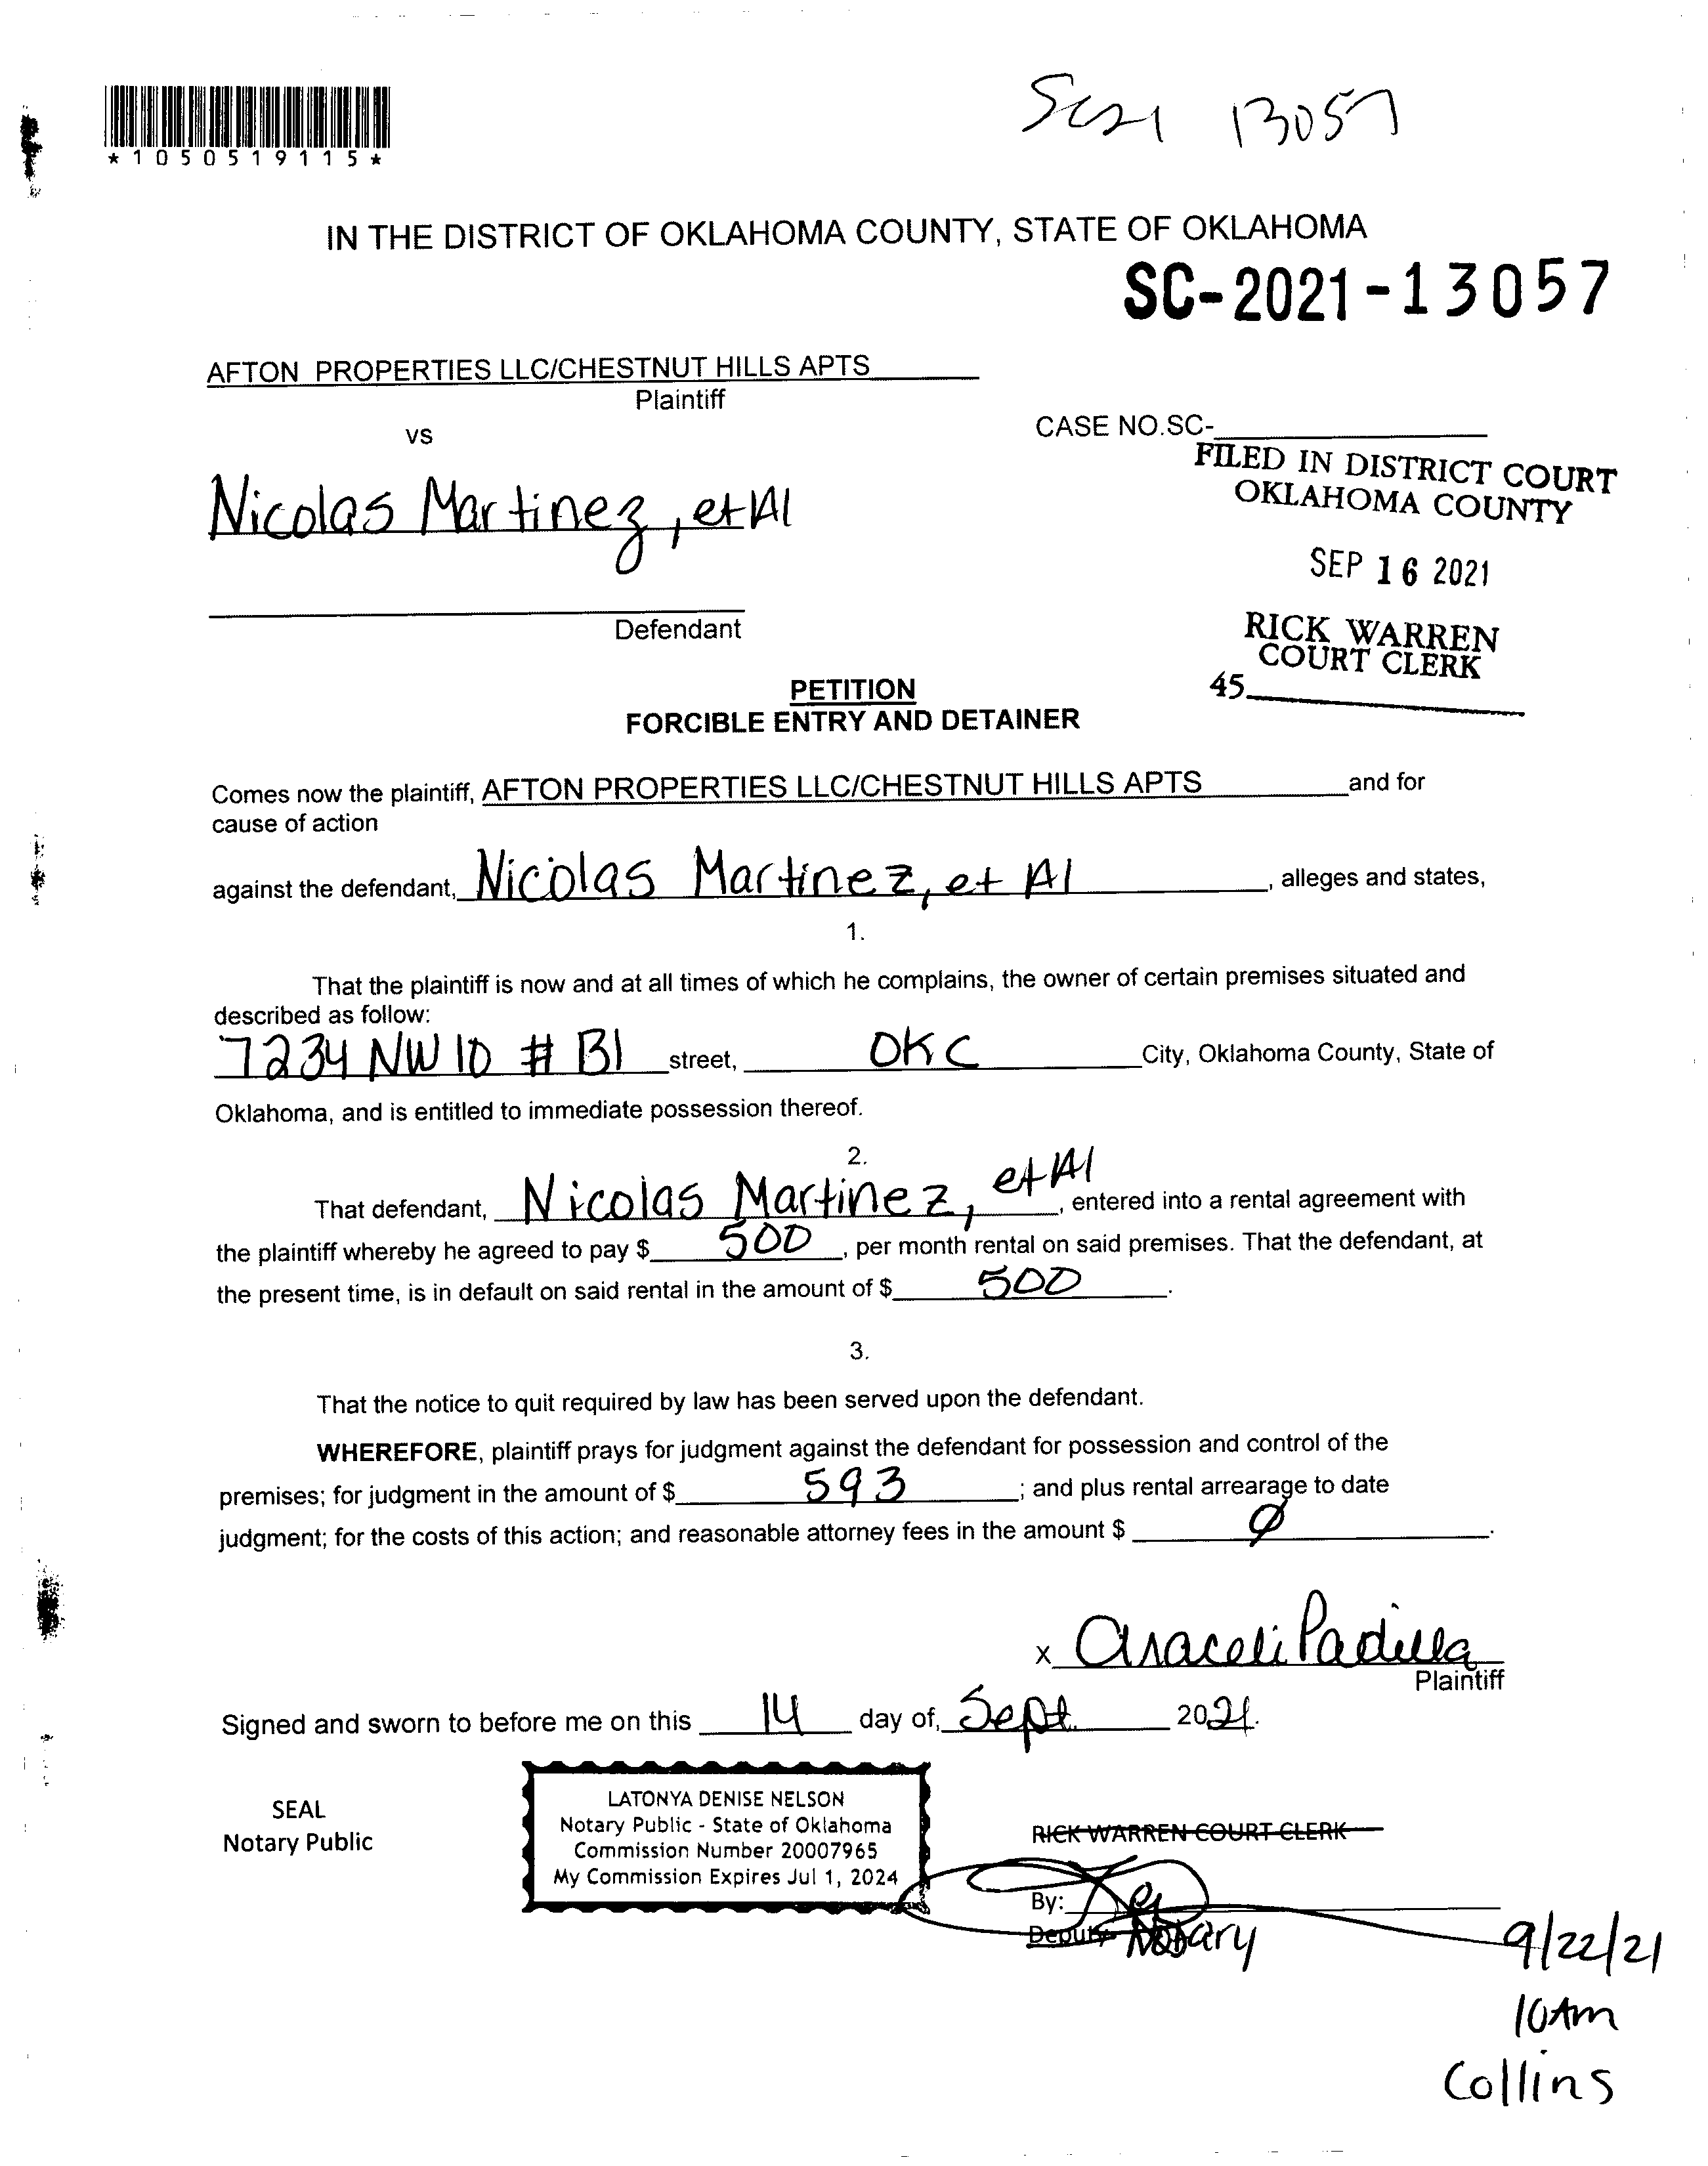 SC21 13057
*1050519115*
IN THE DISTRICT OF OKLAHOMA COUNTY, STATE OF OKLAHOMA
SC-2021-13057
AFTON PROPERTIES LLC/CHESTNUT HILLS APTS
Plaintiff
vs
CASE NO.SC-
FILED IN DISTRICT COURT
OKLAHOMA COUNTY
Nicolas Martinez, et Al
SEP 16 2021
Defendant
RICK WARREN
COURT CLERK
45
PETITION
FORCIBLE ENTRY AND DETAINER
Comes now the plaintiff, AFTON PROPERTIES LLC/CHESTNUT HILLS APTS and for
cause of action
against the defendant, Nicolas Martinez, et Al, alleges and states,
1.
That the plaintiff is now and at all times of which he complains, the owner of certain premises situated and
described as follow:
7234 NW 10 # B1 street, OKC City, Oklahoma County, State of
Oklahoma, and is entitled to immediate possession thereof.
2.
That defendant, Nicolas Martinez, et Al, entered into a rental agreement with
the plaintiff whereby he agreed to pay $ 500, per month rental on said premises. That the defendant, at
the present time, is in default on said rental in the amount of $ 500.
3.
That the notice to quit required by law has been served upon the defendant.
WHEREFORE, plaintiff prays for judgment against the defendant for possession and control of the
premises; for judgment in the amount of $ 593; and plus rental arrearage to date
judgment; for the costs of this action; and reasonable attorney fees in the amount $ Ø.
x Araceli Padilla
Plaintiff
Signed and sworn to before me on this 14 day of, Sept. 2021.
SEAL
Notary Public
LATONYA DENISE NELSON
Notary Public - State of Oklahoma
Commission Number 20007965
My Commission Expires Jul 1, 2024
RICK WARREN COURT CLERK
By:
Deputy Notary
9/22/21
10Am
Collins